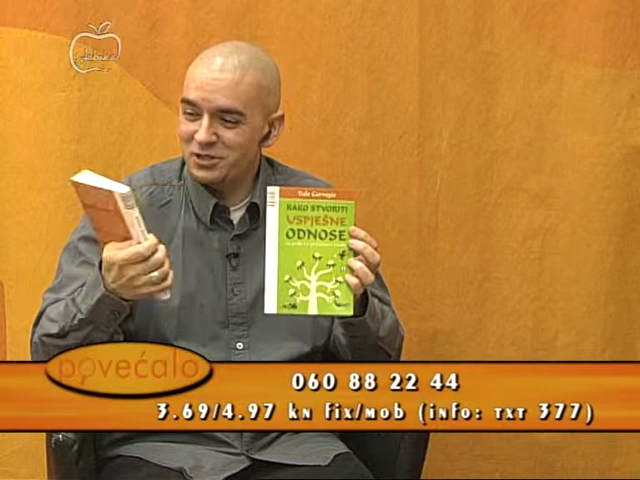 Jabuka
Dale Carnegie
KAKO STVORITI
USPJEŠNE
ODNOSE
povećalo
060 88 22 44
3.69/4.97 kn fix/mob (info: txt 377)